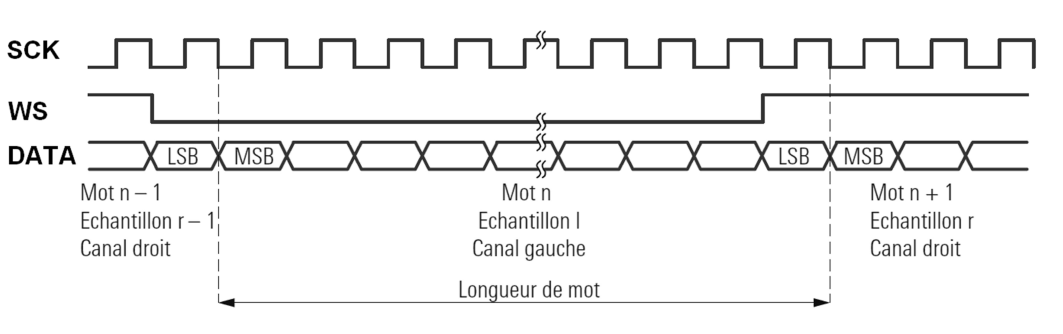 SCK
WS
DATA
LSB MSB LSB MSB
Mot n – 1 Mot n Mot n + 1
Echantillon r – 1 Echantillon l Echantillon r
Canal droit Canal gauche Canal droit
Longueur de mot